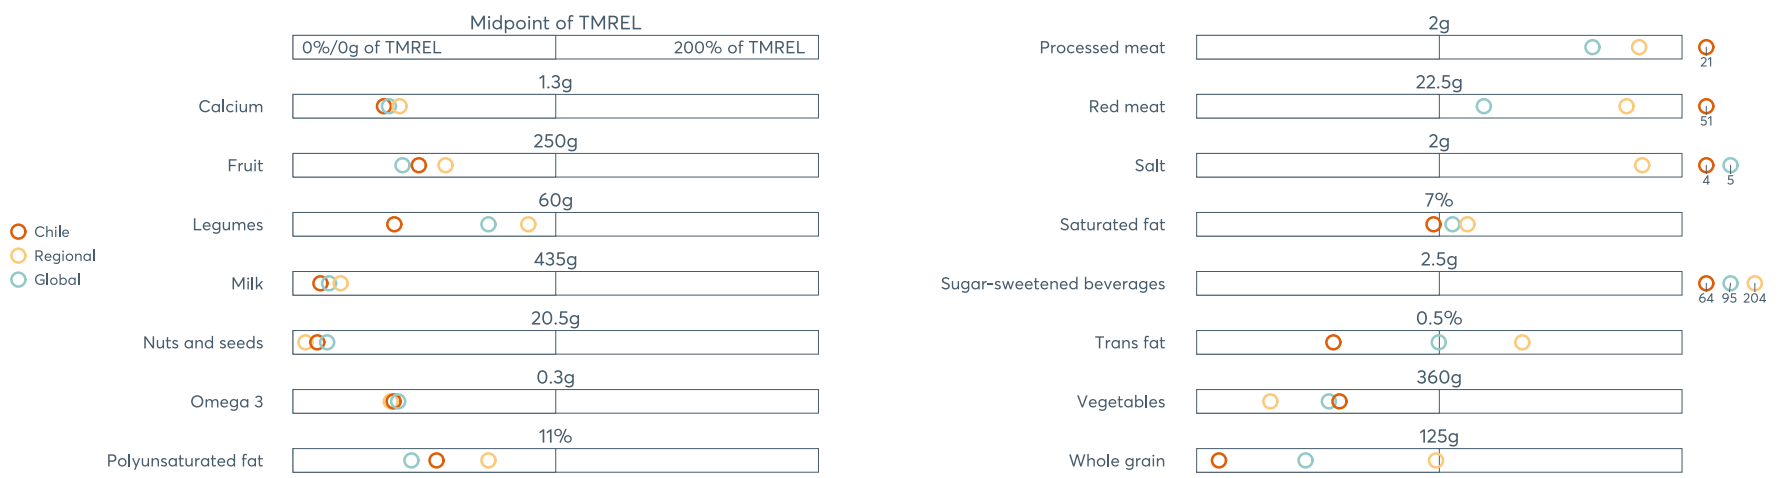 Midpoint of TMREL
0%/0g of TMREL 200% of TMREL
1.3g
Calcium
250g
Fruit
60g
Legumes
435g
Milk
20.5g
Nuts and seeds
0.3g
Omega 3
11%
Polyunsaturated fat
Chile
Regional
Global
2g
Processed meat
21
22.5g
Red meat
51
2g
Salt
4 5
7%
Saturated fat
2.5g
Sugar-sweetened beverages
64 95 204
0.5%
Trans fat
360g
Vegetables
125g
Whole grain